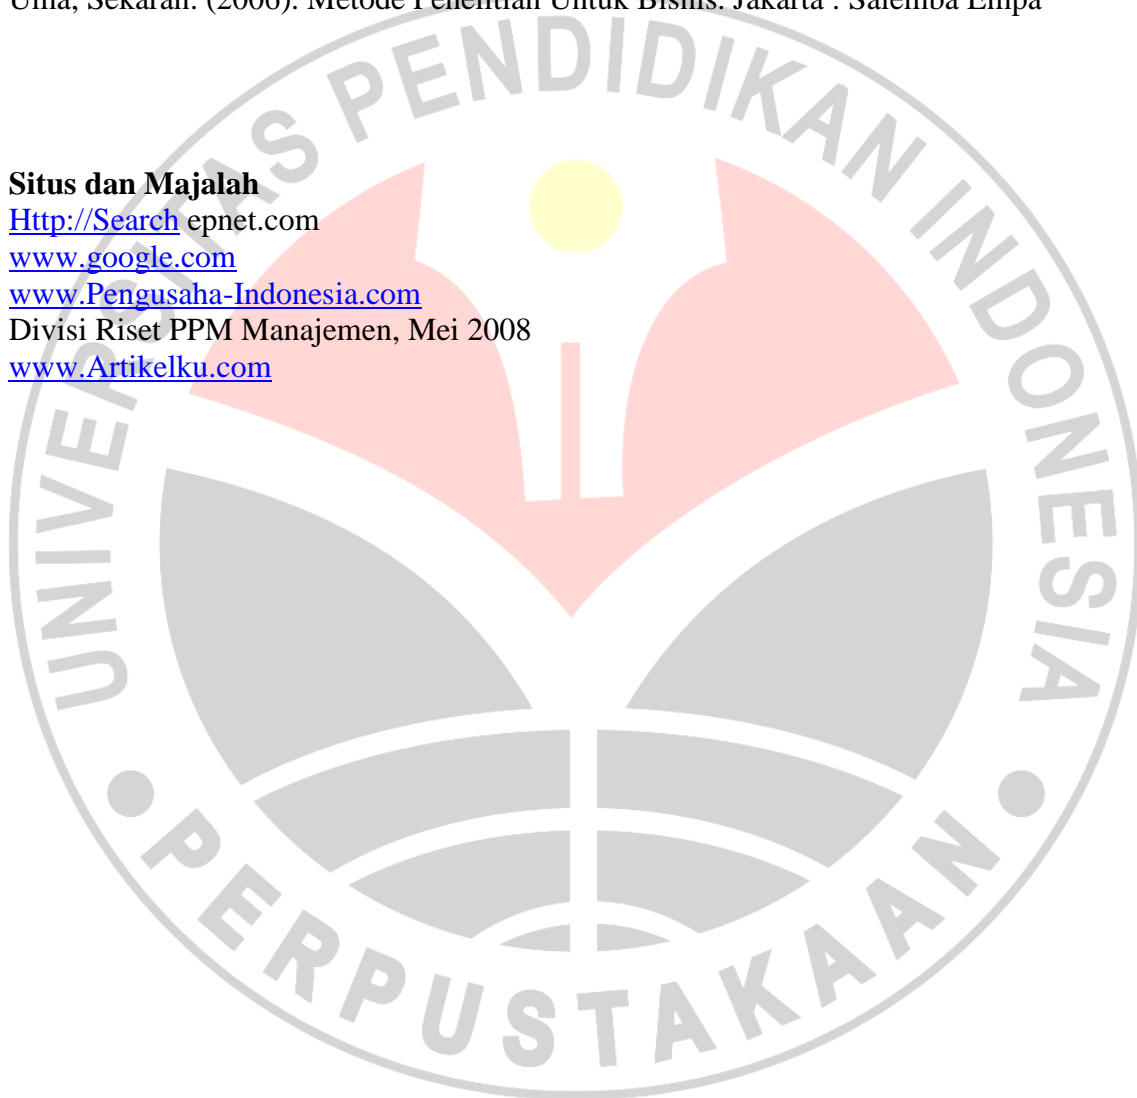 Uma, Sekaran. (2006). Metode Penelitian Untuk Bisnis. Jakarta : Salemba Empa
UNIVERSITAS PENDIDIKAN INDONESIA
Situs dan Majalah
Http://Search epnet.com
www.google.com
www.Pengusaha-Indonesia.com
Divisi Riset PPM Manajemen, Mei 2008
www.Artikelku.com
PERPUSTAKAAN